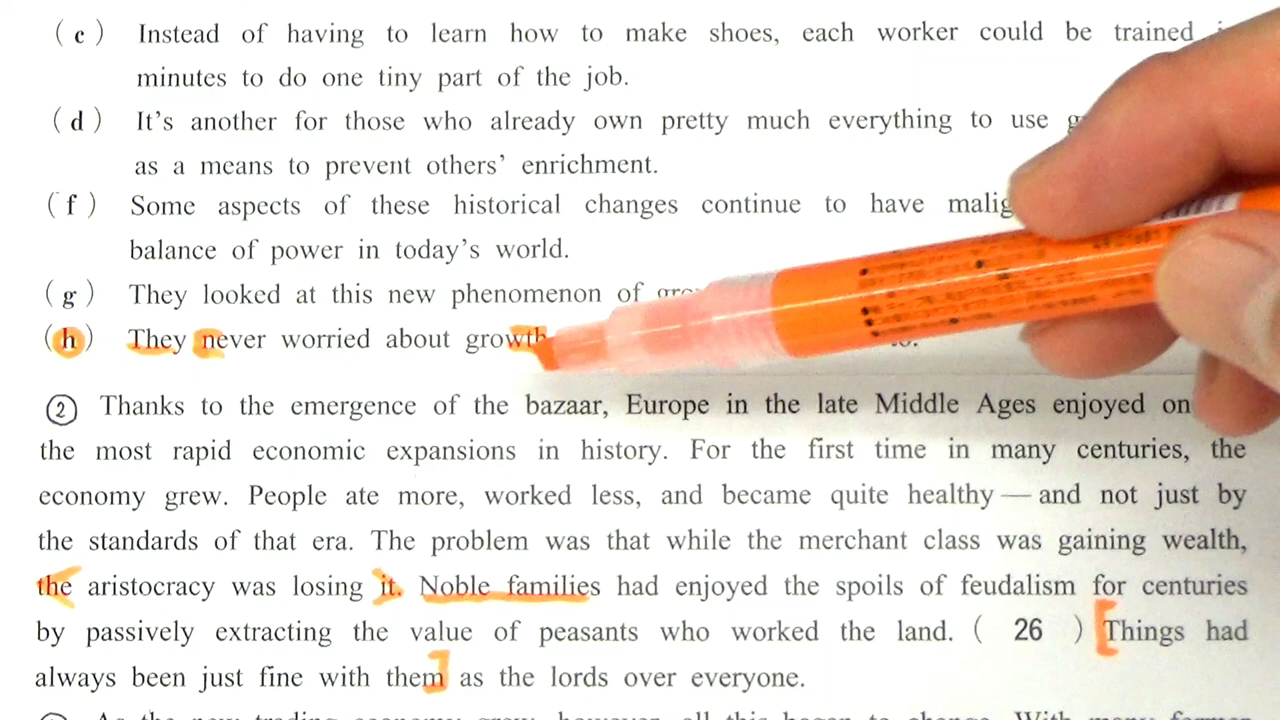 (c) Instead of having to learn how to make shoes, each worker could be trained
minutes to do one tiny part of the job.
(d) It's another for those who already own pretty much everything to use
as a means to prevent others' enrichment.
(f) Some aspects of these historical changes continue to have
balance of power in today's world.
(g) They looked at this new phenomenon of
(h) They never worried about growth
② Thanks to the emergence of the bazaar, Europe in the late Middle Ages enjoyed
the most rapid economic expansions in history. For the first time in many centuries, the
economy grew. People ate more, worked less, and became quite healthy — and not just by
the standards of that era. The problem was that while the merchant class was gaining wealth,
the aristocracy was losing it. Noble families had enjoyed the spoils of feudalism for centuries
by passively extracting the value of peasants who worked the land. ( 26 ) [Things had
always been just fine with them] as the lords over everyone.